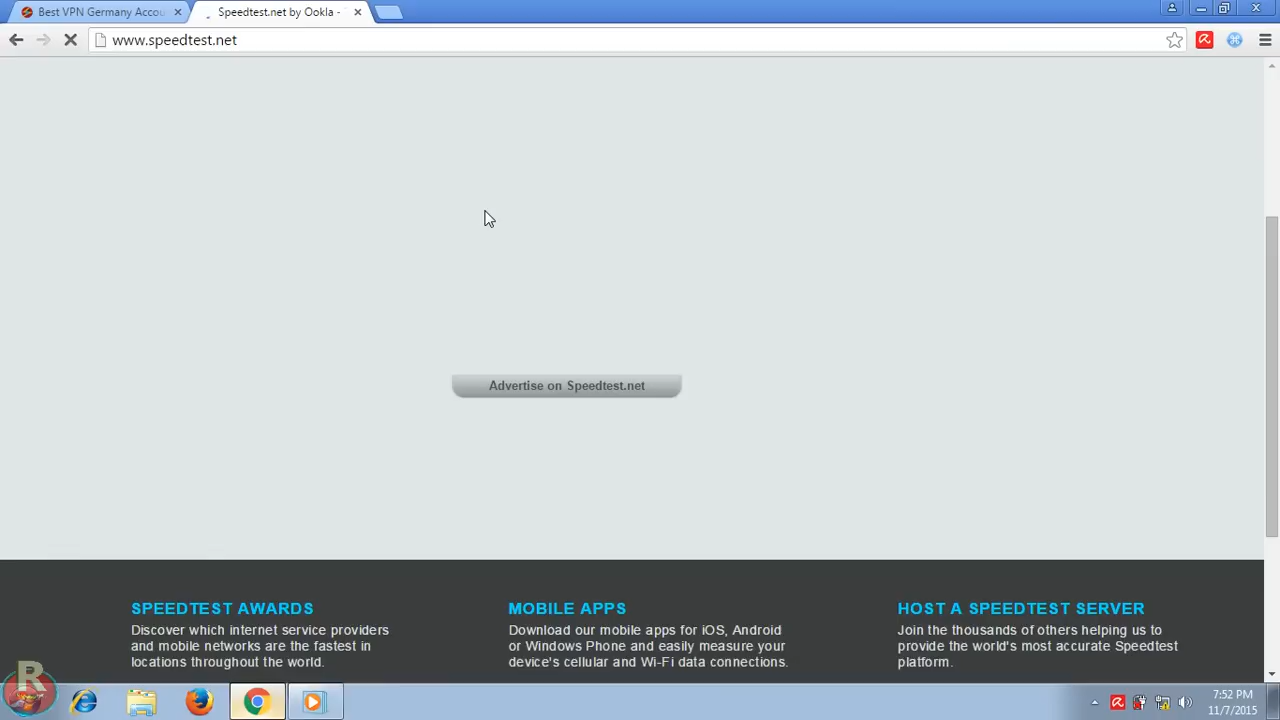 Best VPN Germany Accou
Speedtest.net by Ookla -
www.speedtest.net
Advertise on Speedtest.net
SPEEDTEST AWARDS
Discover which internet service providers
and mobile networks are the fastest in
locations throughout the world.
MOBILE APPS
Download our mobile apps for iOS, Android
or Windows Phone and easily measure your
device's cellular and Wi-Fi data connections.
HOST A SPEEDTEST SERVER
Join the thousands of others helping us to
provide the world's most accurate Speedtest
platform.
R
7:52 PM
11/7/2015